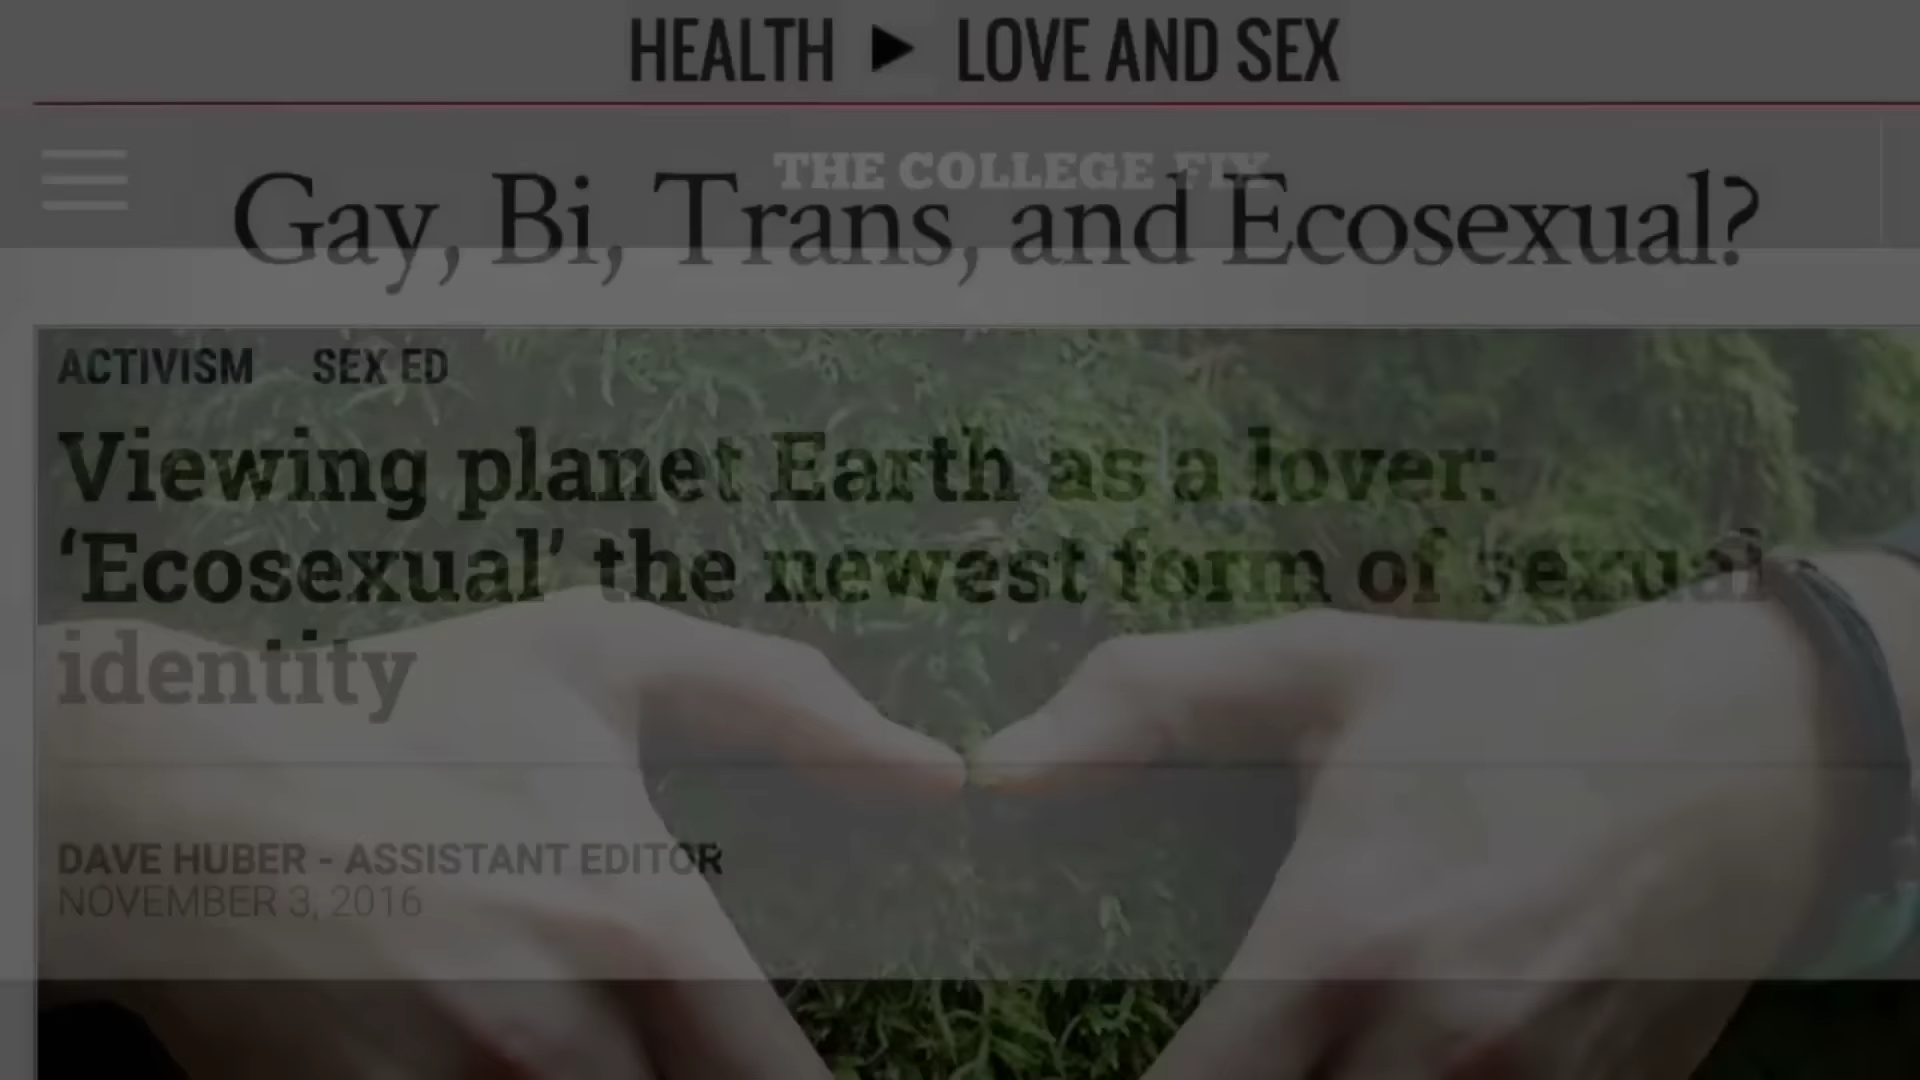 HEALTH ▶ LOVE AND SEX
THE COLLEGE FIX
Gay, Bi, Trans, and Ecosexual?
ACTIVISM SEX ED
Viewing planet Earth as a lover:
‘Ecosexual’ the newest form of sexual
identity
DAVE HUBER - ASSISTANT EDITOR
NOVEMBER 3, 2016